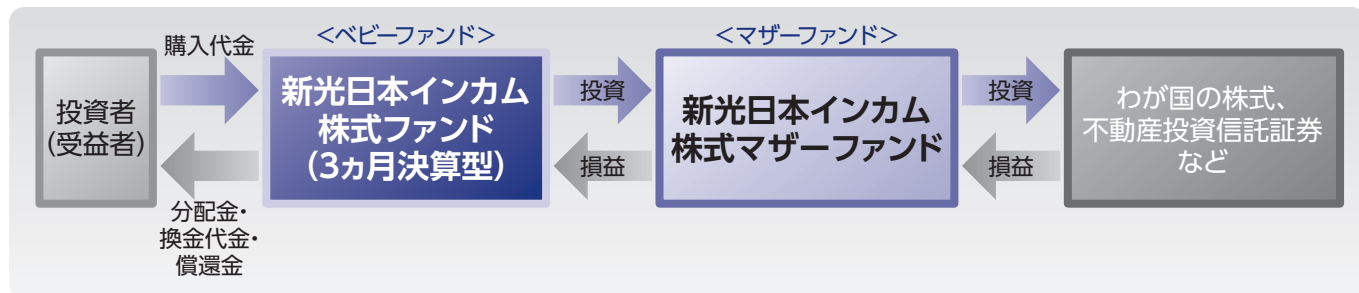 投資者
(受益者)
購入代金
分配金・
換金代金・
償還金
＜ベビーファンド＞
新光日本インカム
株式ファンド
(3ヵ月決算型)
投資
損益
＜マザーファンド＞
新光日本インカム
株式マザーファンド
投資
損益
わが国の株式、
不動産投資信託証券
など